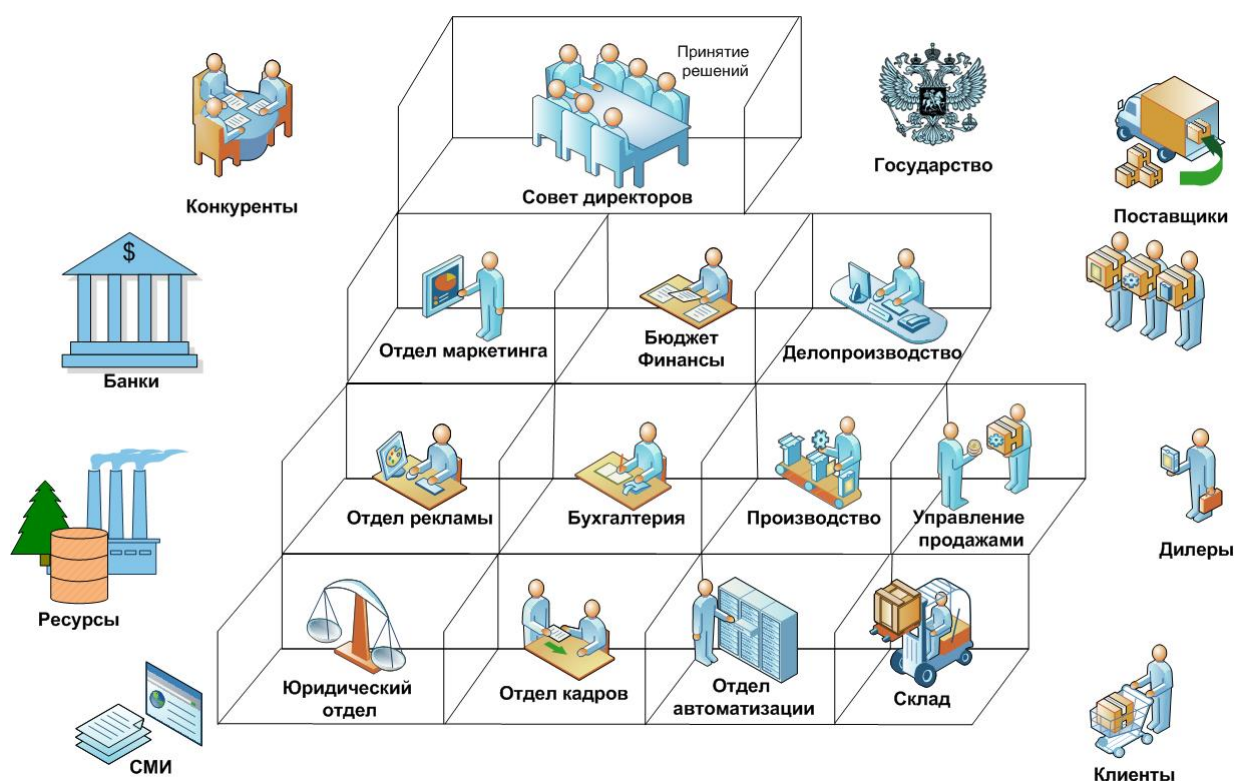 Принятие
решений
Совет директоров
Государство
Конкуренты
Поставщики
$
Банки
Отдел маркетинга
Бюджет
Финансы
Делопроизводство
Отдел рекламы
Бухгалтерия
Производство
Управление
продажами
Дилеры
Ресурсы
Юридический
отдел
Отдел кадров
Отдел
автоматизации
Склад
СМИ
Клиенты